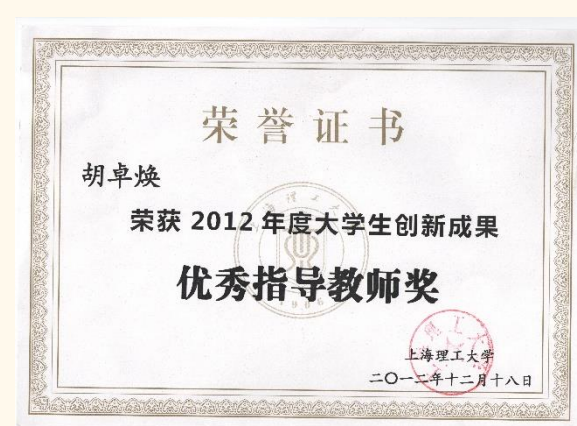 荣誉证书
胡卓焕
荣获 2012 年度大学生创新成果
优秀指导教师奖
1906
上海理工大学
二〇一二年十二月十八日